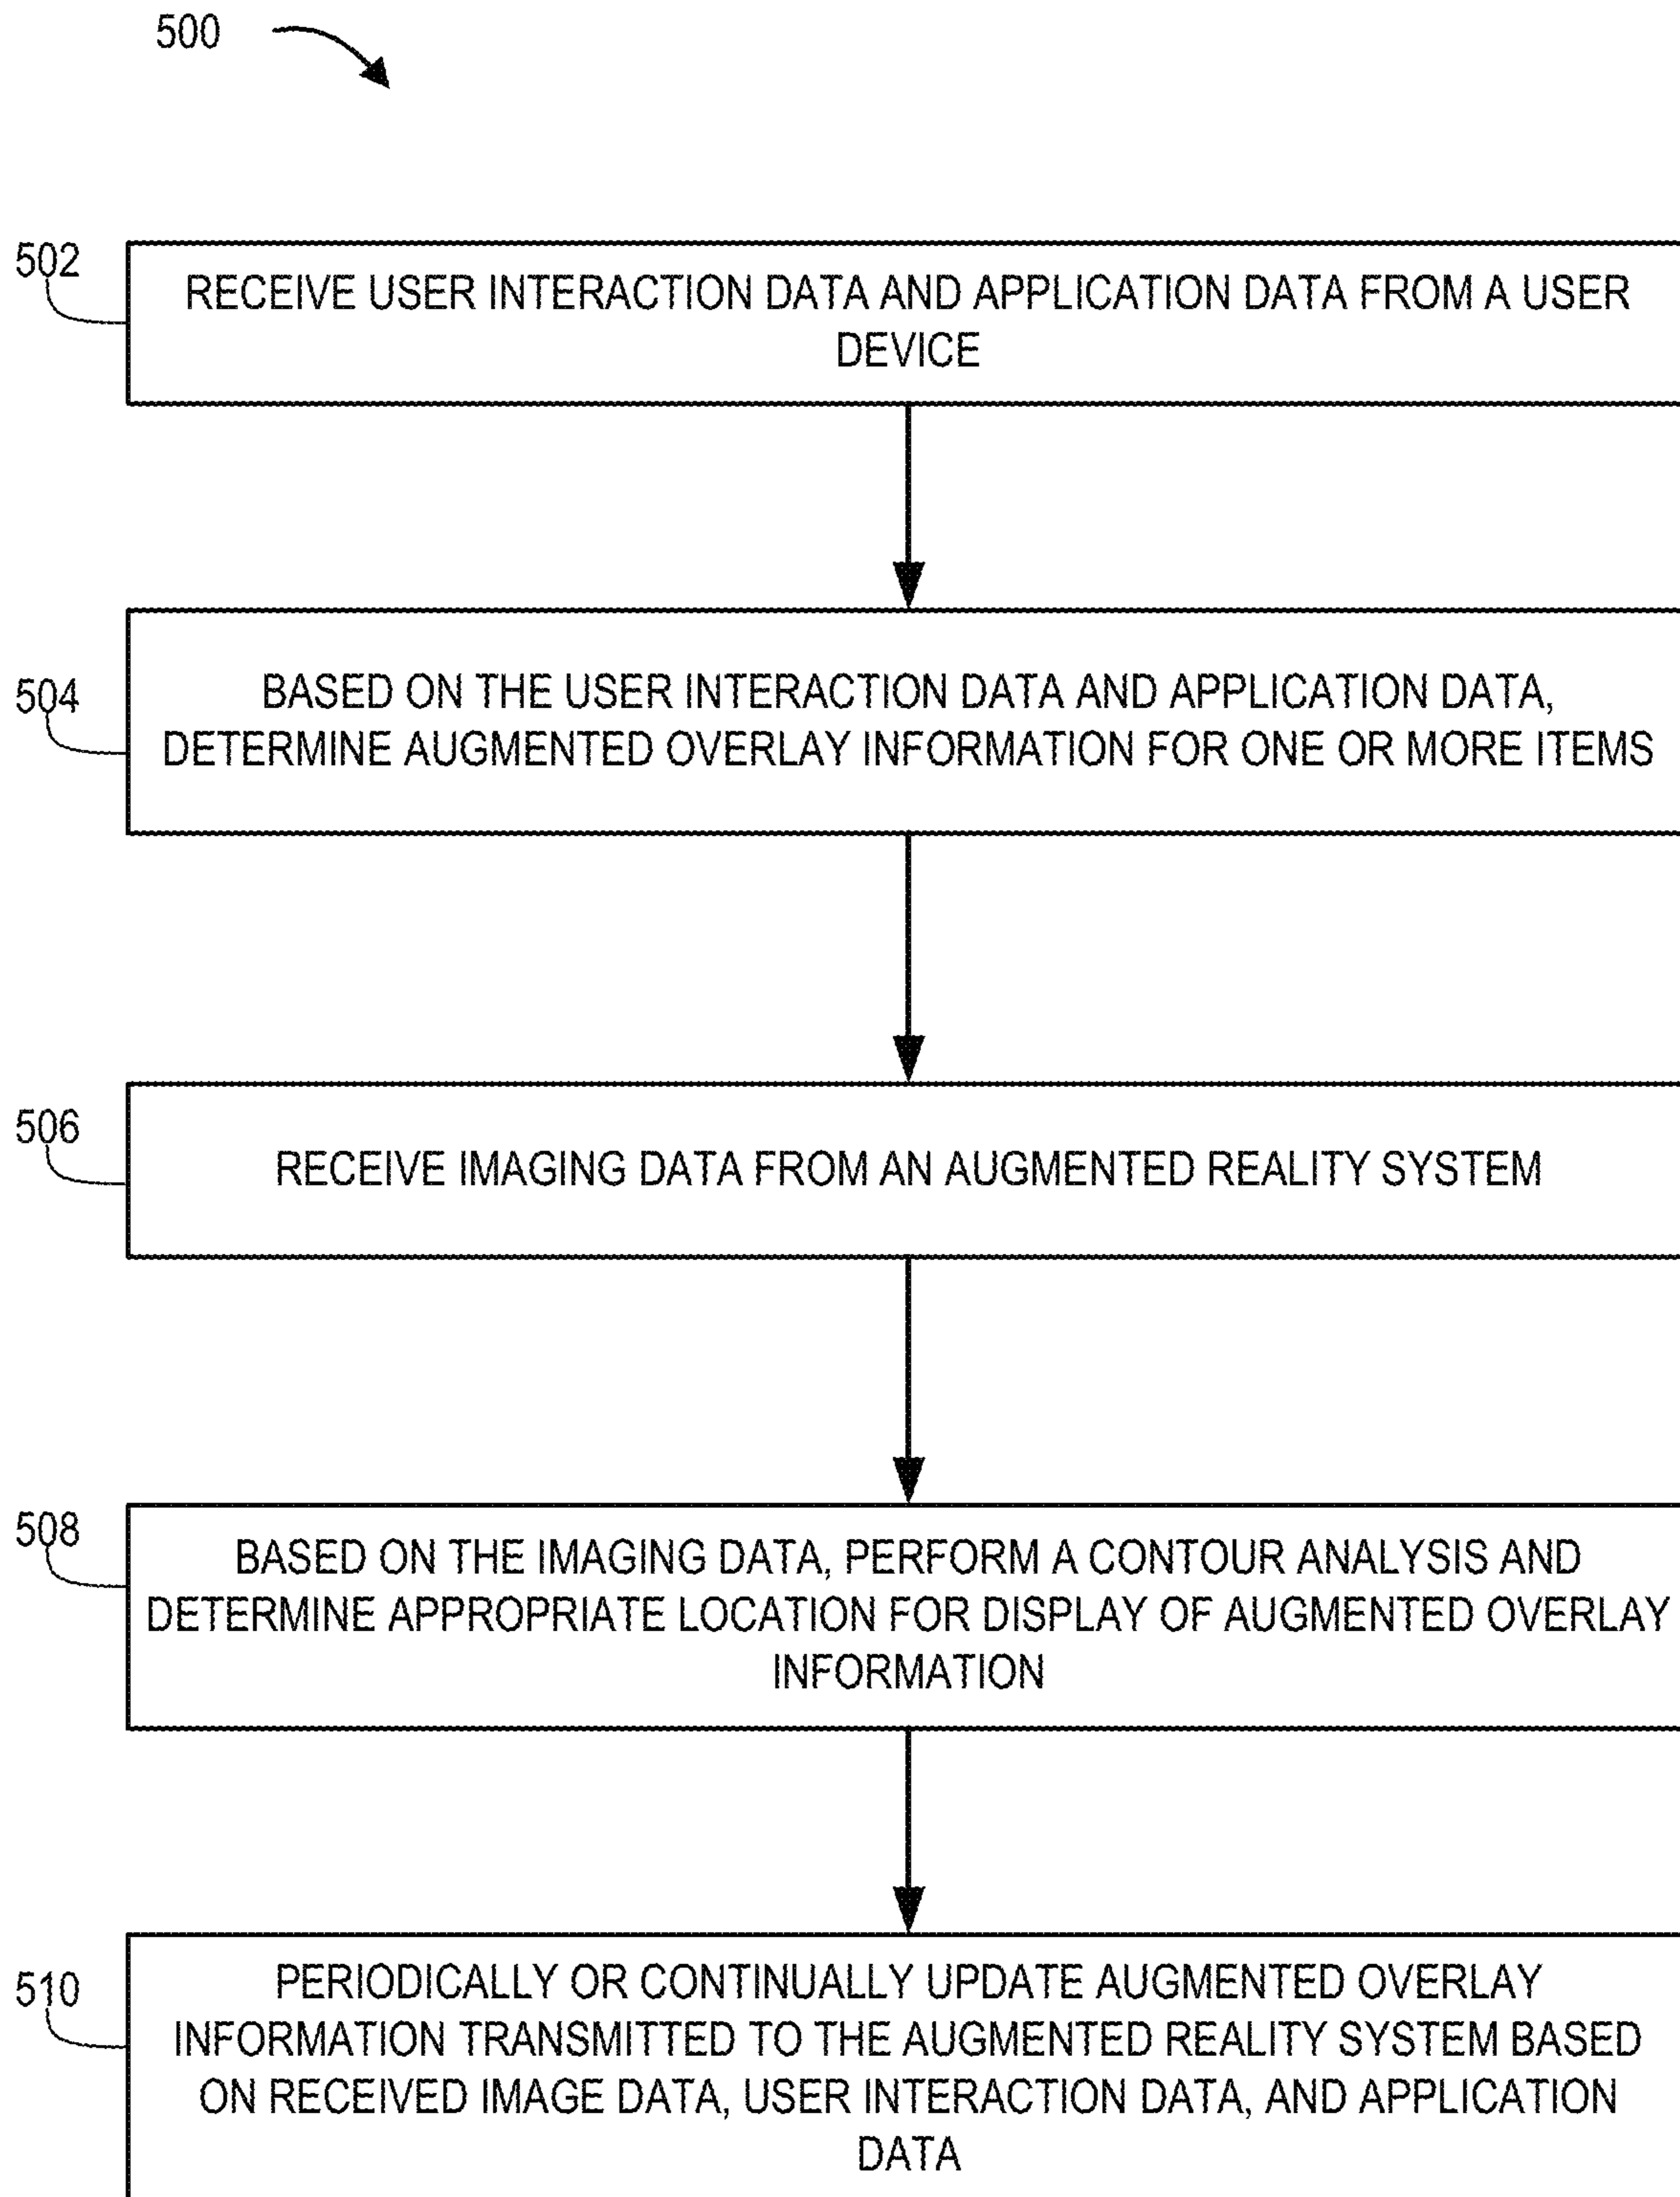 500
502
RECEIVE USER INTERACTION DATA AND APPLICATION DATA FROM A USER
DEVICE
504
BASED ON THE USER INTERACTION DATA AND APPLICATION DATA,
DETERMINE AUGMENTED OVERLAY INFORMATION FOR ONE OR MORE ITEMS
506
RECEIVE IMAGING DATA FROM AN AUGMENTED REALITY SYSTEM
508
BASED ON THE IMAGING DATA, PERFORM A CONTOUR ANALYSIS AND
DETERMINE APPROPRIATE LOCATION FOR DISPLAY OF AUGMENTED OVERLAY
INFORMATION
510
PERIODICALLY OR CONTINUALLY UPDATE AUGMENTED OVERLAY
INFORMATION TRANSMITTED TO THE AUGMENTED REALITY SYSTEM BASED
ON RECEIVED IMAGE DATA, USER INTERACTION DATA, AND APPLICATION
DATA